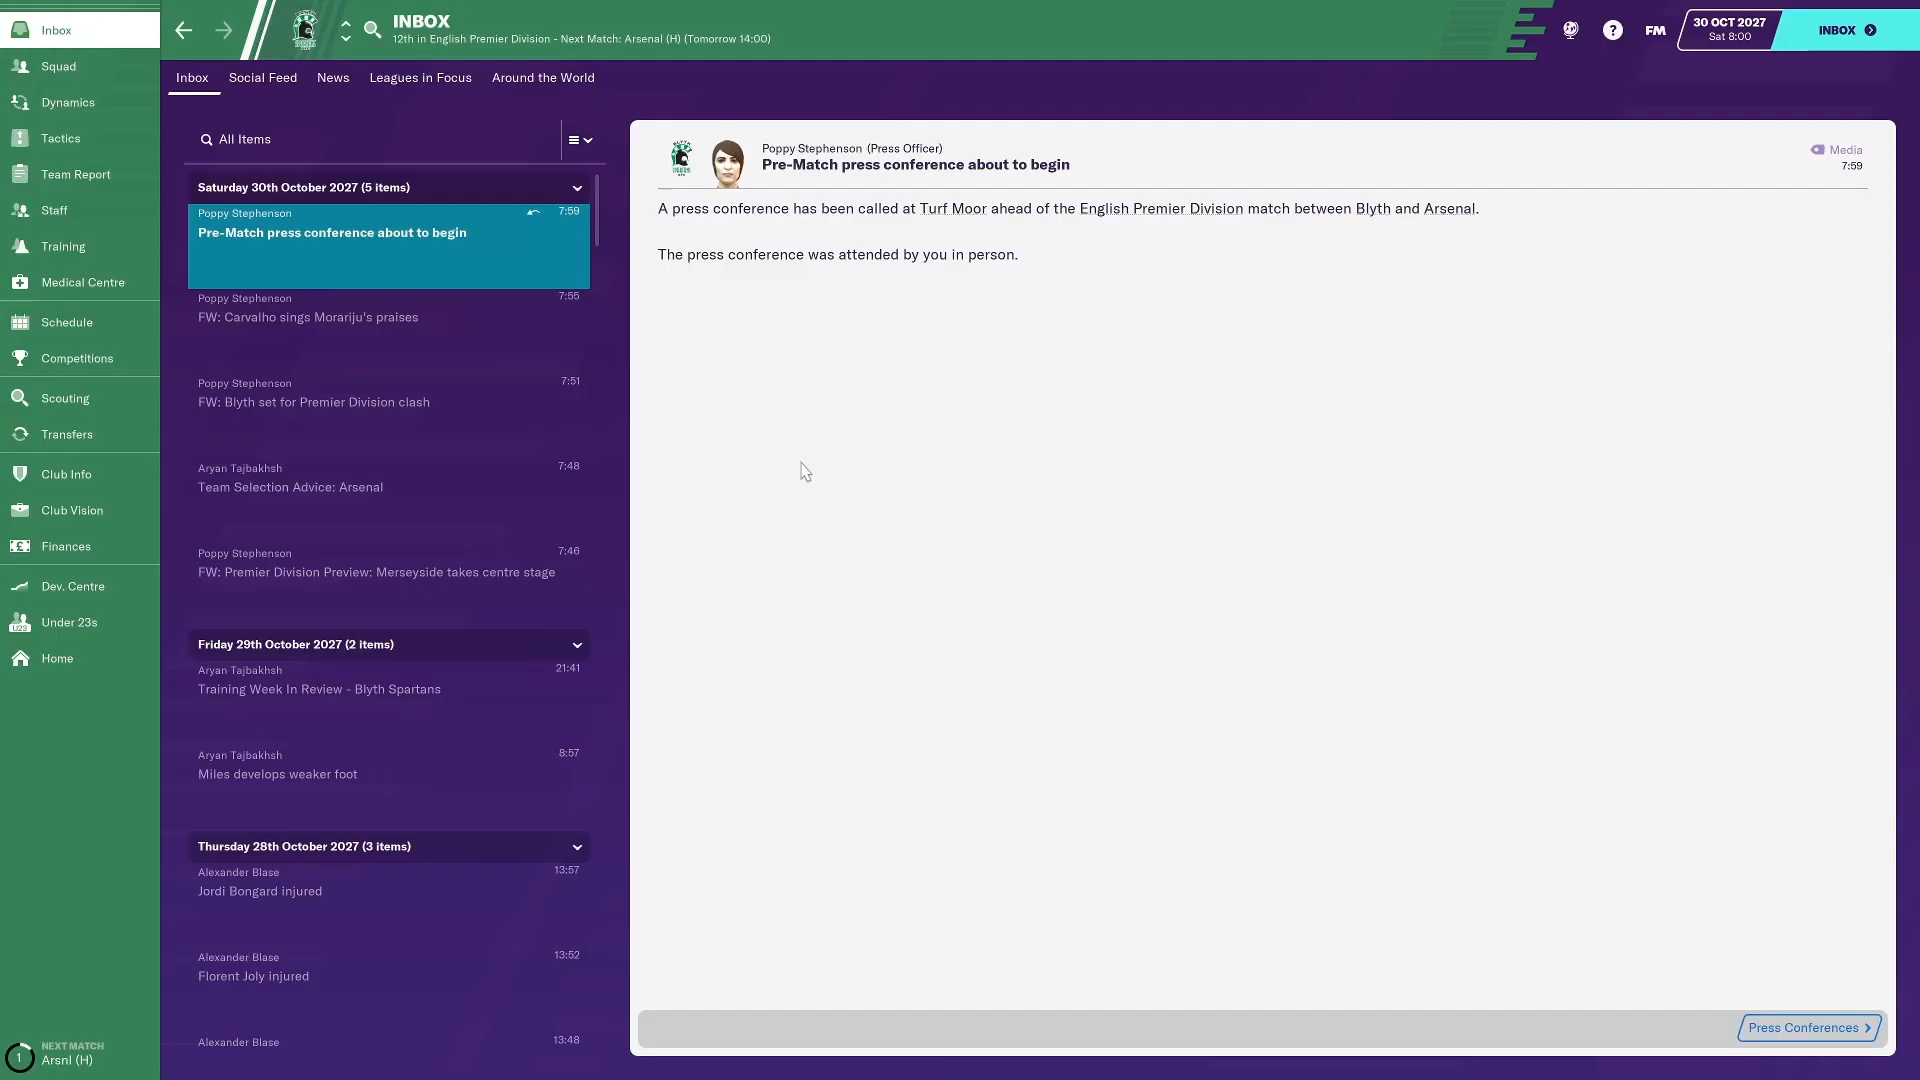 Inbox
Squad
Dynamics
Tactics
Team Report
Staff
Training
Medical Centre
Schedule
Competitions
Scouting
Transfers
Club Info
Club Vision
Finances
Dev. Centre
Under 23s
U23
Home
1
NEXT MATCH
Arsnl (H)
INBOX
12th in English Premier Division - Next Match: Arsenal (H) (Tomorrow 14:00)
?
FM
30 OCT 2027
Sat 8:00
INBOX
Inbox
Social Feed
News
Leagues in Focus
Around the World
All Items
Saturday 30th October 2027 (5 items)
Poppy Stephenson
7:59
Pre-Match press conference about to begin
Poppy Stephenson
7:55
FW: Carvalho sings Morariju's praises
Poppy Stephenson
7:51
FW: Blyth set for Premier Division clash
Aryan Tajbakhsh
7:48
Team Selection Advice: Arsenal
Poppy Stephenson
7:46
FW: Premier Division Preview: Merseyside takes centre stage
Friday 29th October 2027 (2 items)
Aryan Tajbakhsh
21:41
Training Week In Review - Blyth Spartans
Aryan Tajbakhsh
8:57
Miles develops weaker foot
Thursday 28th October 2027 (3 items)
Alexander Blase
13:57
Jordi Bongard injured
Alexander Blase
13:52
Florent Joly injured
Alexander Blase
13:48
Poppy Stephenson (Press Officer)
Pre-Match press conference about to begin
Media
7:59
A press conference has been called at Turf Moor ahead of the English Premier Division match between Blyth and Arsenal.
The press conference was attended by you in person.
Press Conferences